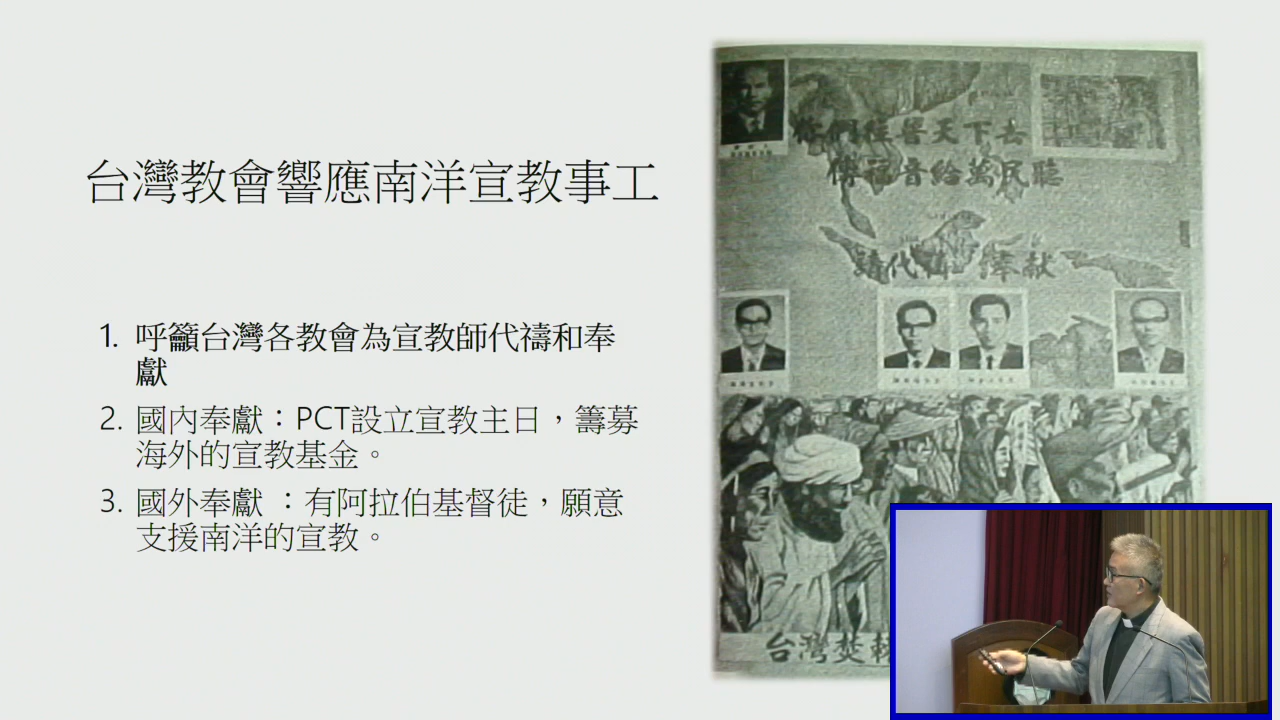 台灣教會響應南洋宣教事工
1. 呼籲台灣各教會為宣教師代禱和奉
獻
2. 國內奉獻：PCT設立宣教主日，籌募
海外的宣教基金。
3. 國外奉獻 ：有阿拉伯基督徒，願意
支援南洋的宣教。
你們往普天下去
傳福音給萬民聽
請代禱 奉献
台灣焚